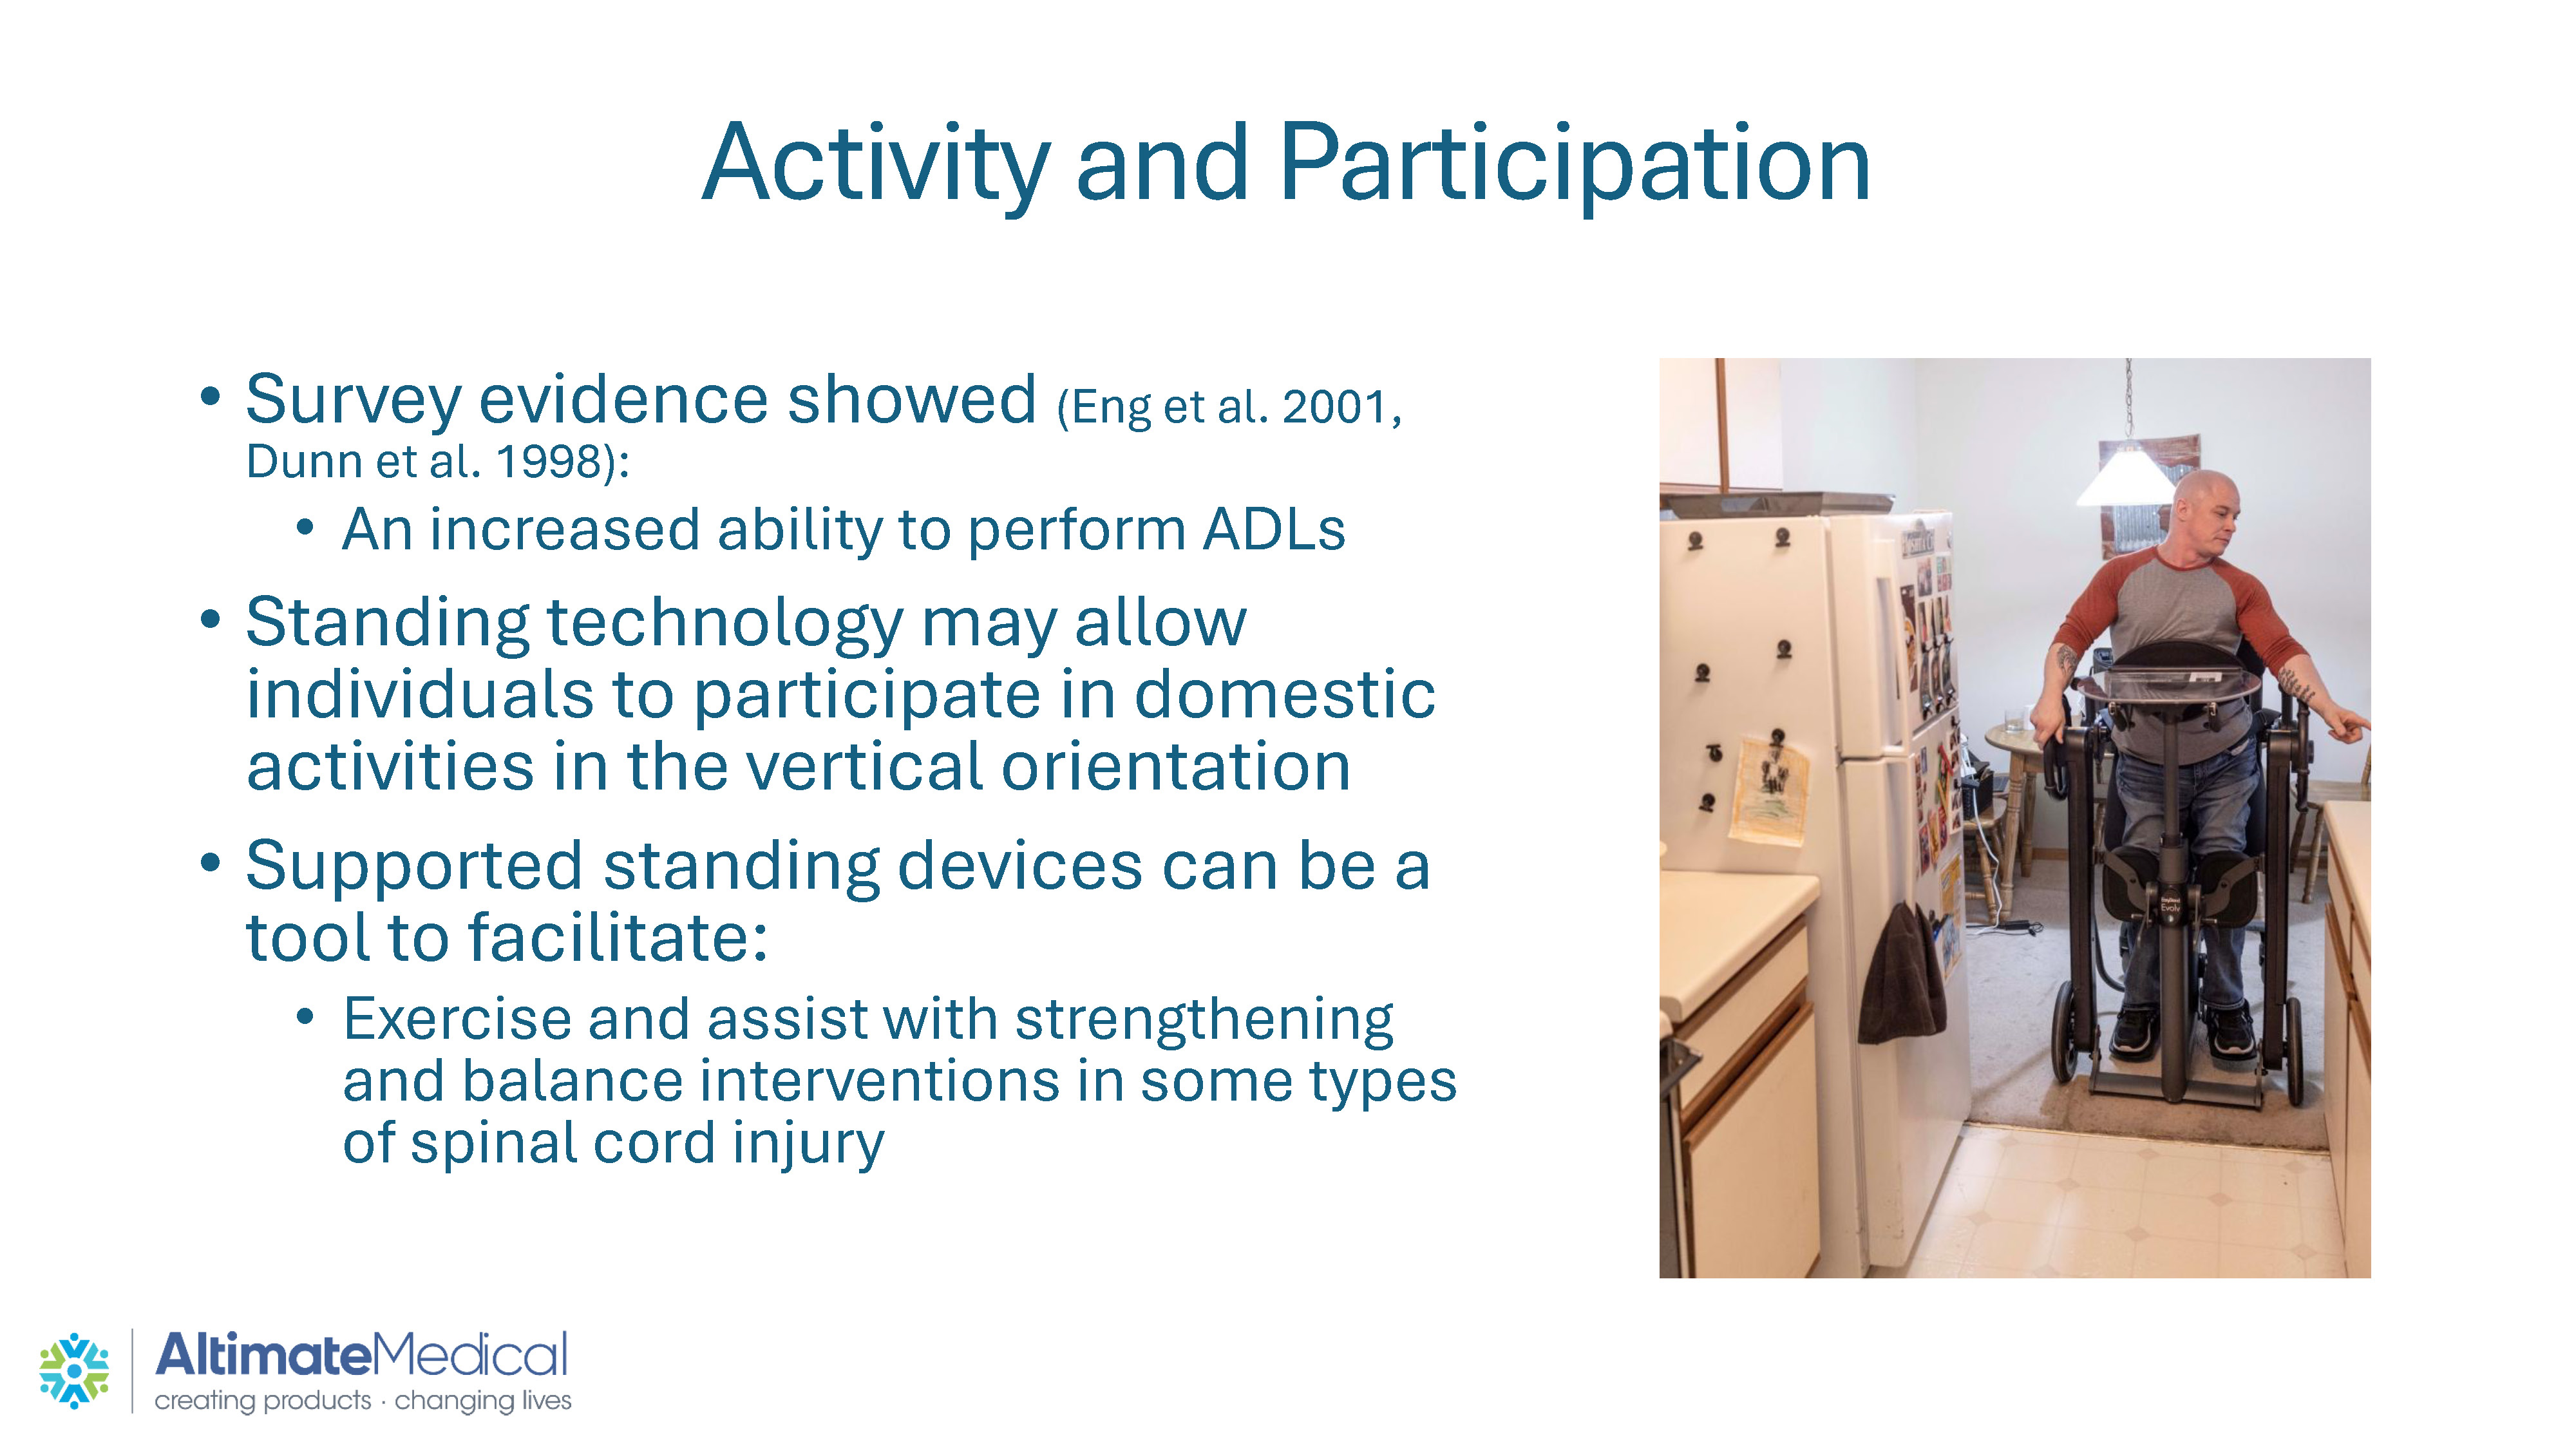 Activity and Participation
• Survey evidence showed (Eng et al. 2001,
Dunn et al. 1998):
• An increased ability to perform ADLs
• Standing technology may allow
individuals to participate in domestic
activities in the vertical orientation
• Supported standing devices can be a
tool to facilitate:
• Exercise and assist with strengthening
and balance interventions in some types
of spinal cord injury
Evolv
AltimateMedical
creating products · changing lives